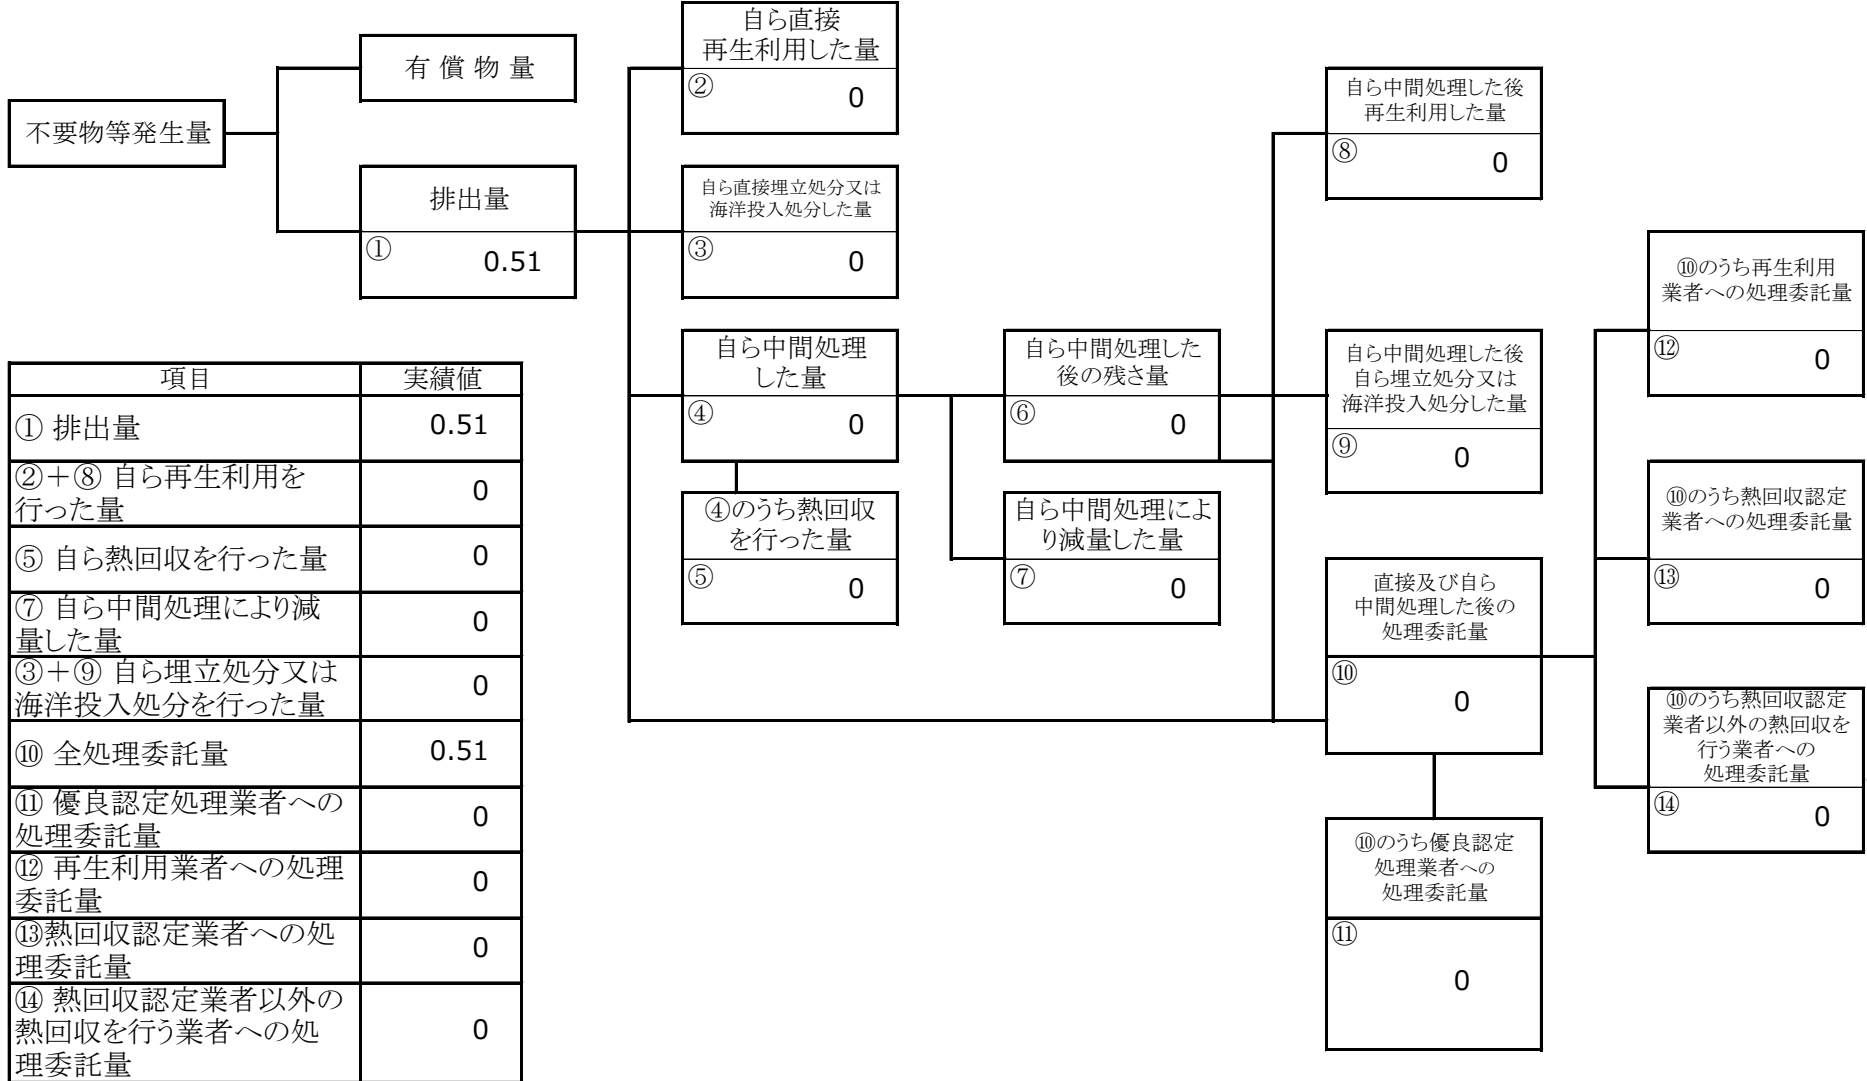 不要物等発生量
有 償 物 量
排出量
①
0.51
自ら直接
再生利用した量
②
0
自ら直接埋立処分又は
海洋投入処分した量
③
0
自ら中間処理
した量
④
0
④のうち熱回収
を行った量
⑤
0
自ら中間処理した
後の残さ量
⑥
0
自ら中間処理によ
り減量した量
⑦
0
自ら中間処理した後
再生利用した量
⑧
0
自ら中間処理した後
自ら埋立処分又は
海洋投入処分した量
⑨
0
直接及び自ら
中間処理した後の
処理委託量
⑩
0
⑩のうち優良認定
処理業者への
処理委託量
⑪
0
⑩のうち再生利用
業者への処理委託量
⑫
0
⑩のうち熱回収認定
業者への処理委託量
⑬
0
⑩のうち熱回収認定
業者以外の熱回収を
行う業者への
処理委託量
⑭
0
項目 実績値
① 排出量 0.51
②＋⑧ 自ら再生利用を
行った量 0
⑤ 自ら熱回収を行った量 0
⑦ 自ら中間処理により減
量した量 0
③＋⑨ 自ら埋立処分又は
海洋投入処分を行った量 0
⑩ 全処理委託量 0.51
⑪ 優良認定処理業者への
処理委託量 0
⑫ 再生利用業者への処理
委託量 0
⑬熱回収認定業者への処
理委託量 0
⑭ 熱回収認定業者以外の
熱回収を行う業者への処
理委託量 0